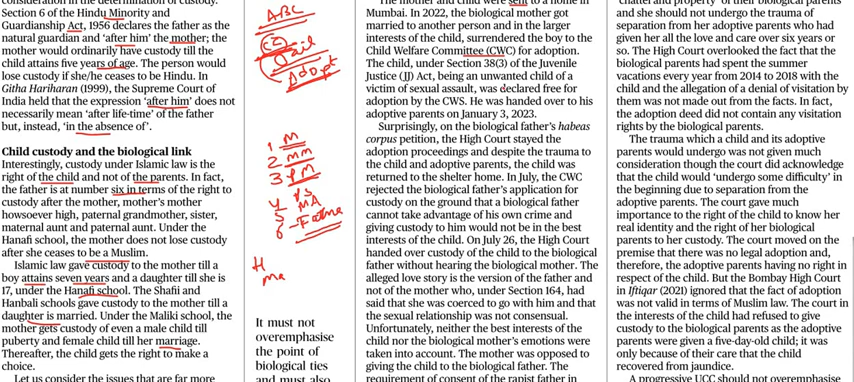 consideration in the determination of custody.
Section 6 of the Hindu Minority and
Guardianship Act, 1956 declares the father as the
natural guardian and 'after him' the mother; the
mother would ordinarily have custody till the
child attains five years of age. The person would
lose custody if she/he ceases to be Hindu. In
Githa Hariharan (1999), the Supreme Court of
India held that the expression 'after him' does not
necessarily mean 'after life-time' of the father
but, instead, 'in the absence of'.
Child custody and the biological link
Interestingly, custody under Islamic law is the
right of the child and not of the parents. In fact,
the father is at number six in terms of the right to
custody after the mother, mother's mother
howsoever high, paternal grandmother, sister,
maternal aunt and paternal aunt. Under the
Hanafi school, the mother does not lose custody
after she ceases to be a Muslim.
Islamic law gave custody to the mother till a
boy attains seven years and a daughter till she is
17, under the Hanafi school. The Shafii and
Hanbali schools gave custody to the mother till a
daughter is married. Under the Maliki school, the
mother gets custody of even a male child till
puberty and female child till her marriage.
Thereafter, the child gets the right to make a
choice.
Let us consider the issues that are far more
ABC
Jail
Adopt
1 M
2 MM
3 PM
4
5 MA
6 - Father
H
ma
It must not
overemphasise
the point of
biological ties
and must also
The mother and child were sent to a home in
Mumbai. In 2022, the biological mother got
married to another person and in the larger
interests of the child, surrendered the boy to the
Child Welfare Committee (CWC) for adoption.
The child, under Section 38(3) of the Juvenile
Justice (JJ) Act, being an unwanted child of a
victim of sexual assault, was declared free for
adoption by the CWS. He was handed over to his
adoptive parents on January 3, 2023.
Surprisingly, on the biological father's habeas
corpus petition, the High Court stayed the
adoption proceedings and despite the trauma to
the child and adoptive parents, the child was
returned to the shelter home. In July, the CWC
rejected the biological father's application for
custody on the ground that a biological father
cannot take advantage of his own crime and
giving custody to him would not be in the best
interests of the child. On July 26, the High Court
handed over custody of the child to the biological
father without hearing the biological mother. The
alleged love story is the version of the father and
not of the mother who, under Section 164, had
said that she was coerced to go with him and that
the sexual relationship was not consensual.
Unfortunately, neither the best interests of the
child nor the biological mother's emotions were
taken into account. The mother was opposed to
giving the child to the biological father. The
requirement of consent of the rapist father in
'chattel and property' of their biological parents
and she should not undergo the trauma of
separation from her adoptive parents who had
given her all the love and care over six years or
so. The High Court overlooked the fact that the
biological parents had spent the summer
vacations every year from 2014 to 2018 with the
child and the allegation of a denial of visitation by
them was not made out from the facts. In fact,
the adoption deed did not contain any visitation
rights by the biological parents.
The trauma which a child and its adoptive
parents would undergo was not given much
consideration though the court did acknowledge
that the child would 'undergo some difficulty' in
the beginning due to separation from the
adoptive parents. The court gave much
importance to the right of the child to know her
real identity and the right of her biological
parents to her custody. The court moved on the
premise that there was no legal adoption and,
therefore, the adoptive parents having no right in
respect of the child. But the Bombay High Court
in Iftiqar (2021) ignored that the fact of adoption
was not valid in terms of Muslim law. The court in
the interests of the child had refused to give
custody to the biological parents as the adoptive
parents were given a five-day-old child; it was
only because of their care that the child
recovered from jaundice.
A progressive UCC should not overemphasise